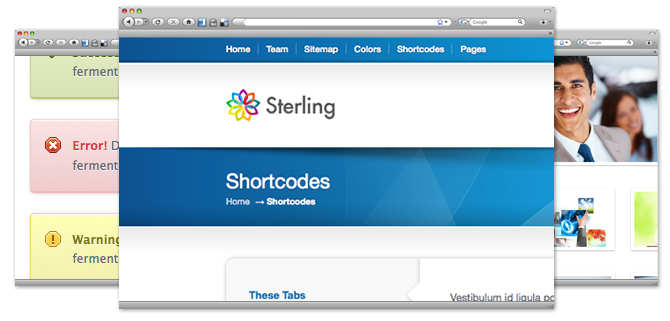 ferment
Error! D
ferment
Warning
ferment
Google
Home Team Sitemap Colors Shortcodes Pages
Sterling
Shortcodes
Home → Shortcodes
These Tabs
Vestibulum id ligula po
Google